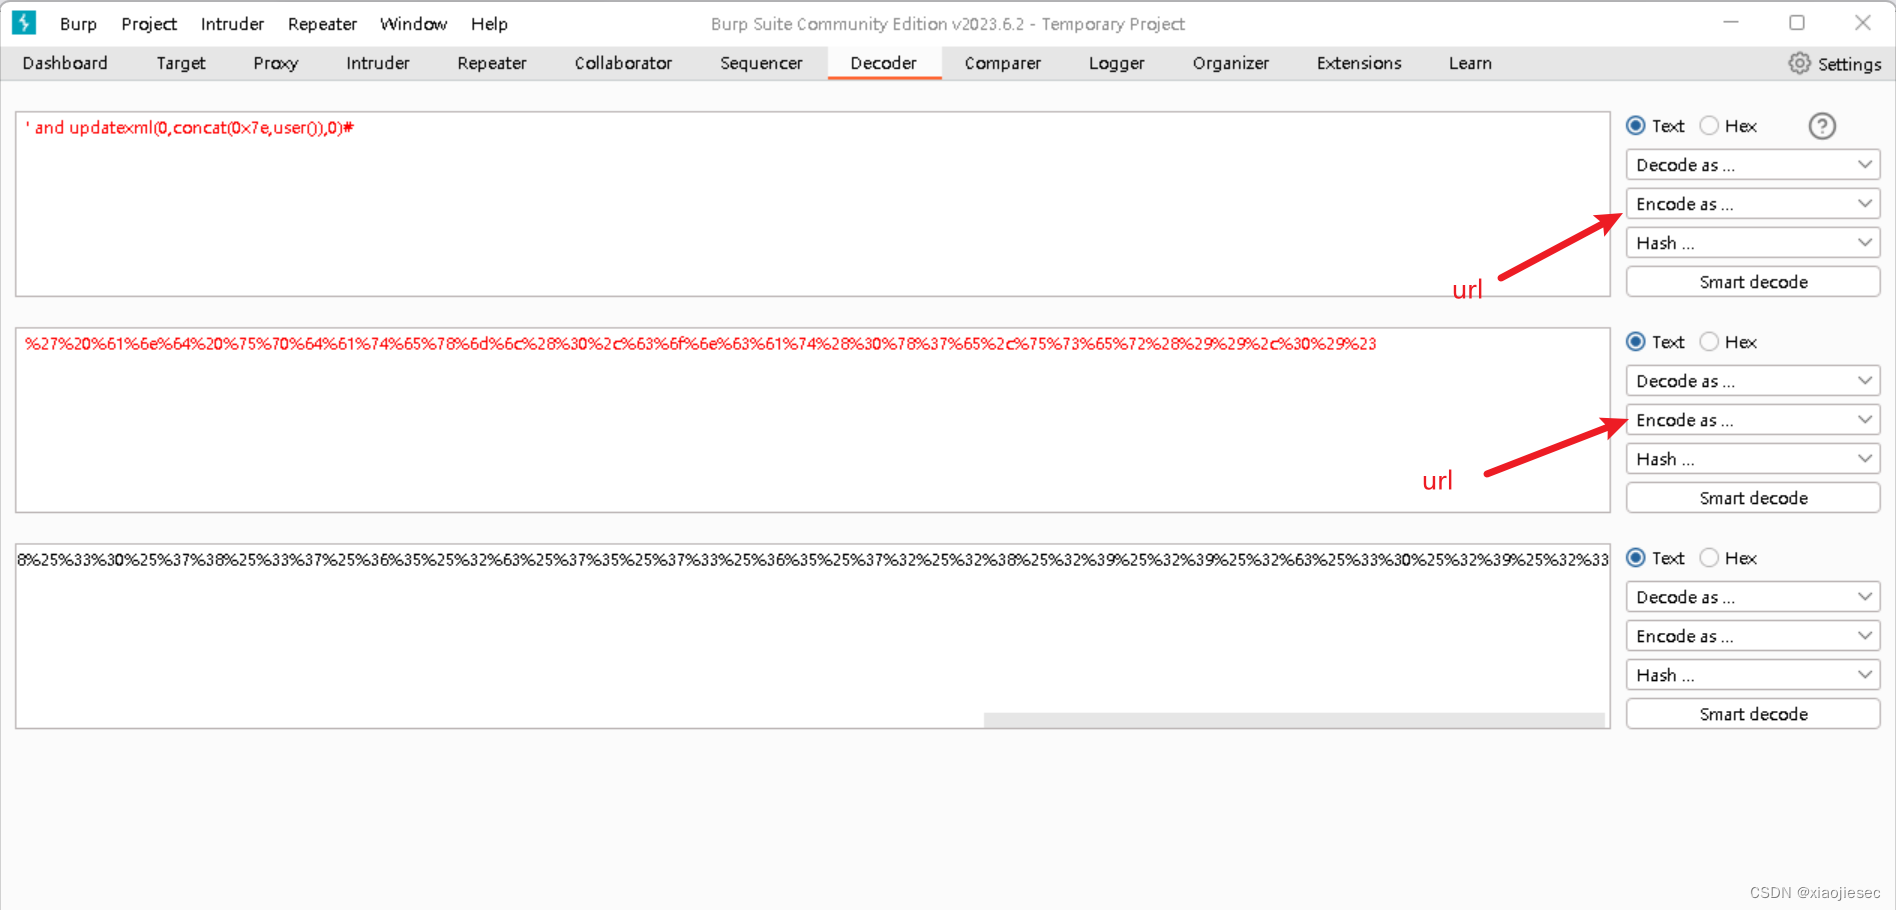 Burp Project Intruder Repeater Window Help Burp Suite Community Edition v2023.6.2 - Temporary Project
Dashboard Target Proxy Intruder Repeater Collaborator Sequencer Decoder Comparer Logger Organizer Extensions Learn Settings
' and updatexml(0,concat(0x7e,user()),0)#
Text Hex ?
Decode as ...
Encode as ...
Hash ...
url
Smart decode
%27%20%61%6e%64%20%75%70%64%61%74%65%78%6d%6c%28%30%2c%63%6f%6e%63%61%74%28%30%78%37%65%2c%75%73%65%72%28%29%29%2c%30%29%23
Text Hex
Decode as ...
Encode as ...
Hash ...
url
Smart decode
8%25%33%30%25%37%38%25%33%37%25%36%35%25%32%63%25%37%35%25%37%33%25%36%35%25%37%32%25%32%38%25%32%39%25%32%39%25%32%63%25%33%30%25%32%39%25%32%33
Text Hex
Decode as ...
Encode as ...
Hash ...
Smart decode
CSDN @xiaojiesec